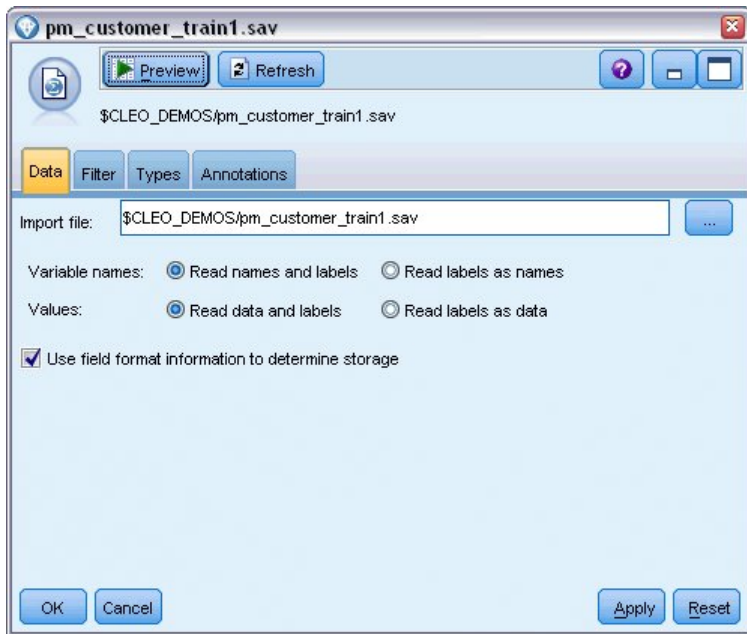 pm_customer_train1.sav
Preview Refresh
$CLEO_DEMOS/pm_customer_train1.sav
Data Filter Types Annotations
Import file: $CLEO_DEMOS/pm_customer_train1.sav ...
Variable names: Read names and labels Read labels as names
Values: Read data and labels Read labels as data
Use field format information to determine storage
OK Cancel Apply Reset